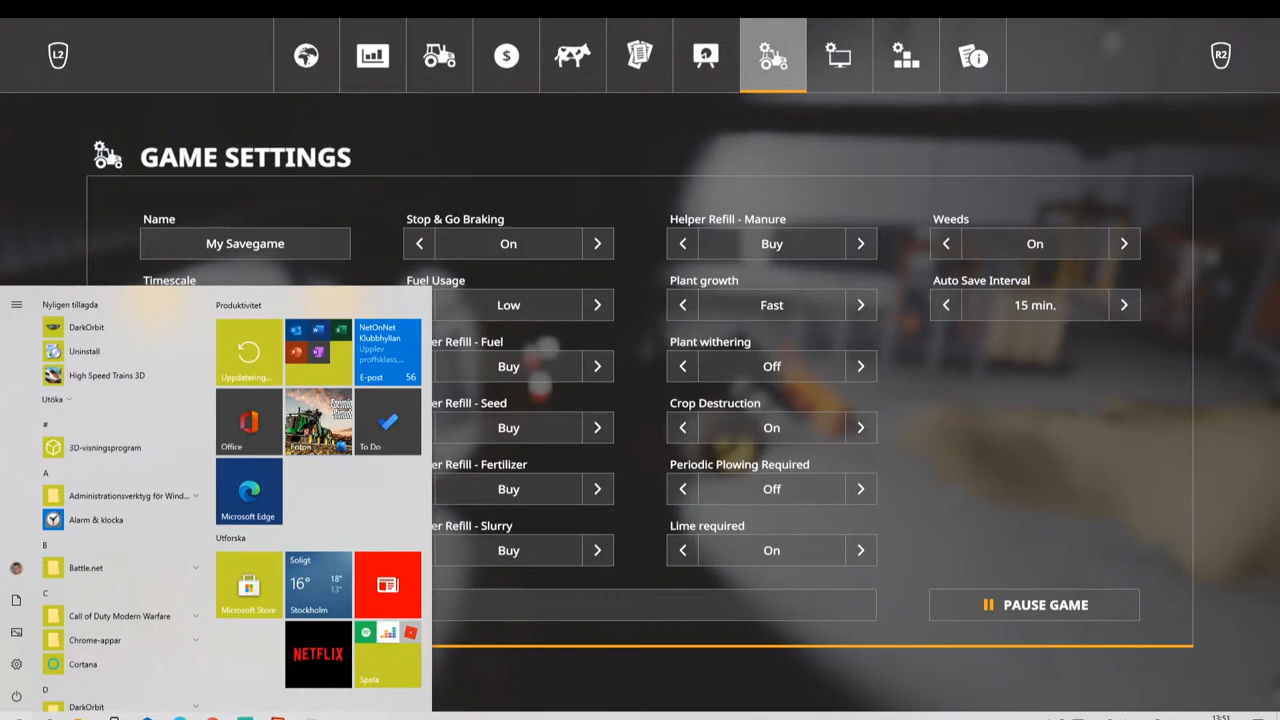 L2
R2
GAME SETTINGS
Name
My Savegame
Timescale
Stop & Go Braking
On
Fuel Usage
Low
er Refill - Fuel
Buy
er Refill - Seed
Buy
er Refill - Fertilizer
Buy
er Refill - Slurry
Buy
Helper Refill - Manure
Buy
Plant growth
Fast
Plant withering
Off
Crop Destruction
On
Periodic Plowing Required
Off
Lime required
On
Weeds
On
Auto Save Interval
15 min.
PAUSE GAME
Nyligen tillagda
DarkOrbit
Uninstall
High Speed Trains 3D
Utöka
#
3D-visningsprogram
A
Administrationsverktyg för Wind...
Alarm & klocka
B
Battle.net
C
Call of Duty Modern Warfare
Chrome-appar
Cortana
D
DarkOrbit
Produktivitet
Uppdatering...
NetOnNet
Klubbhyllan
Upplev
proffsklass,...
E-post 56
Office
Foton
To Do
Microsoft Edge
Utforska
Microsoft Store
Soligt
16° 18°
13°
Stockholm
NETFLIX
Spela
13:51